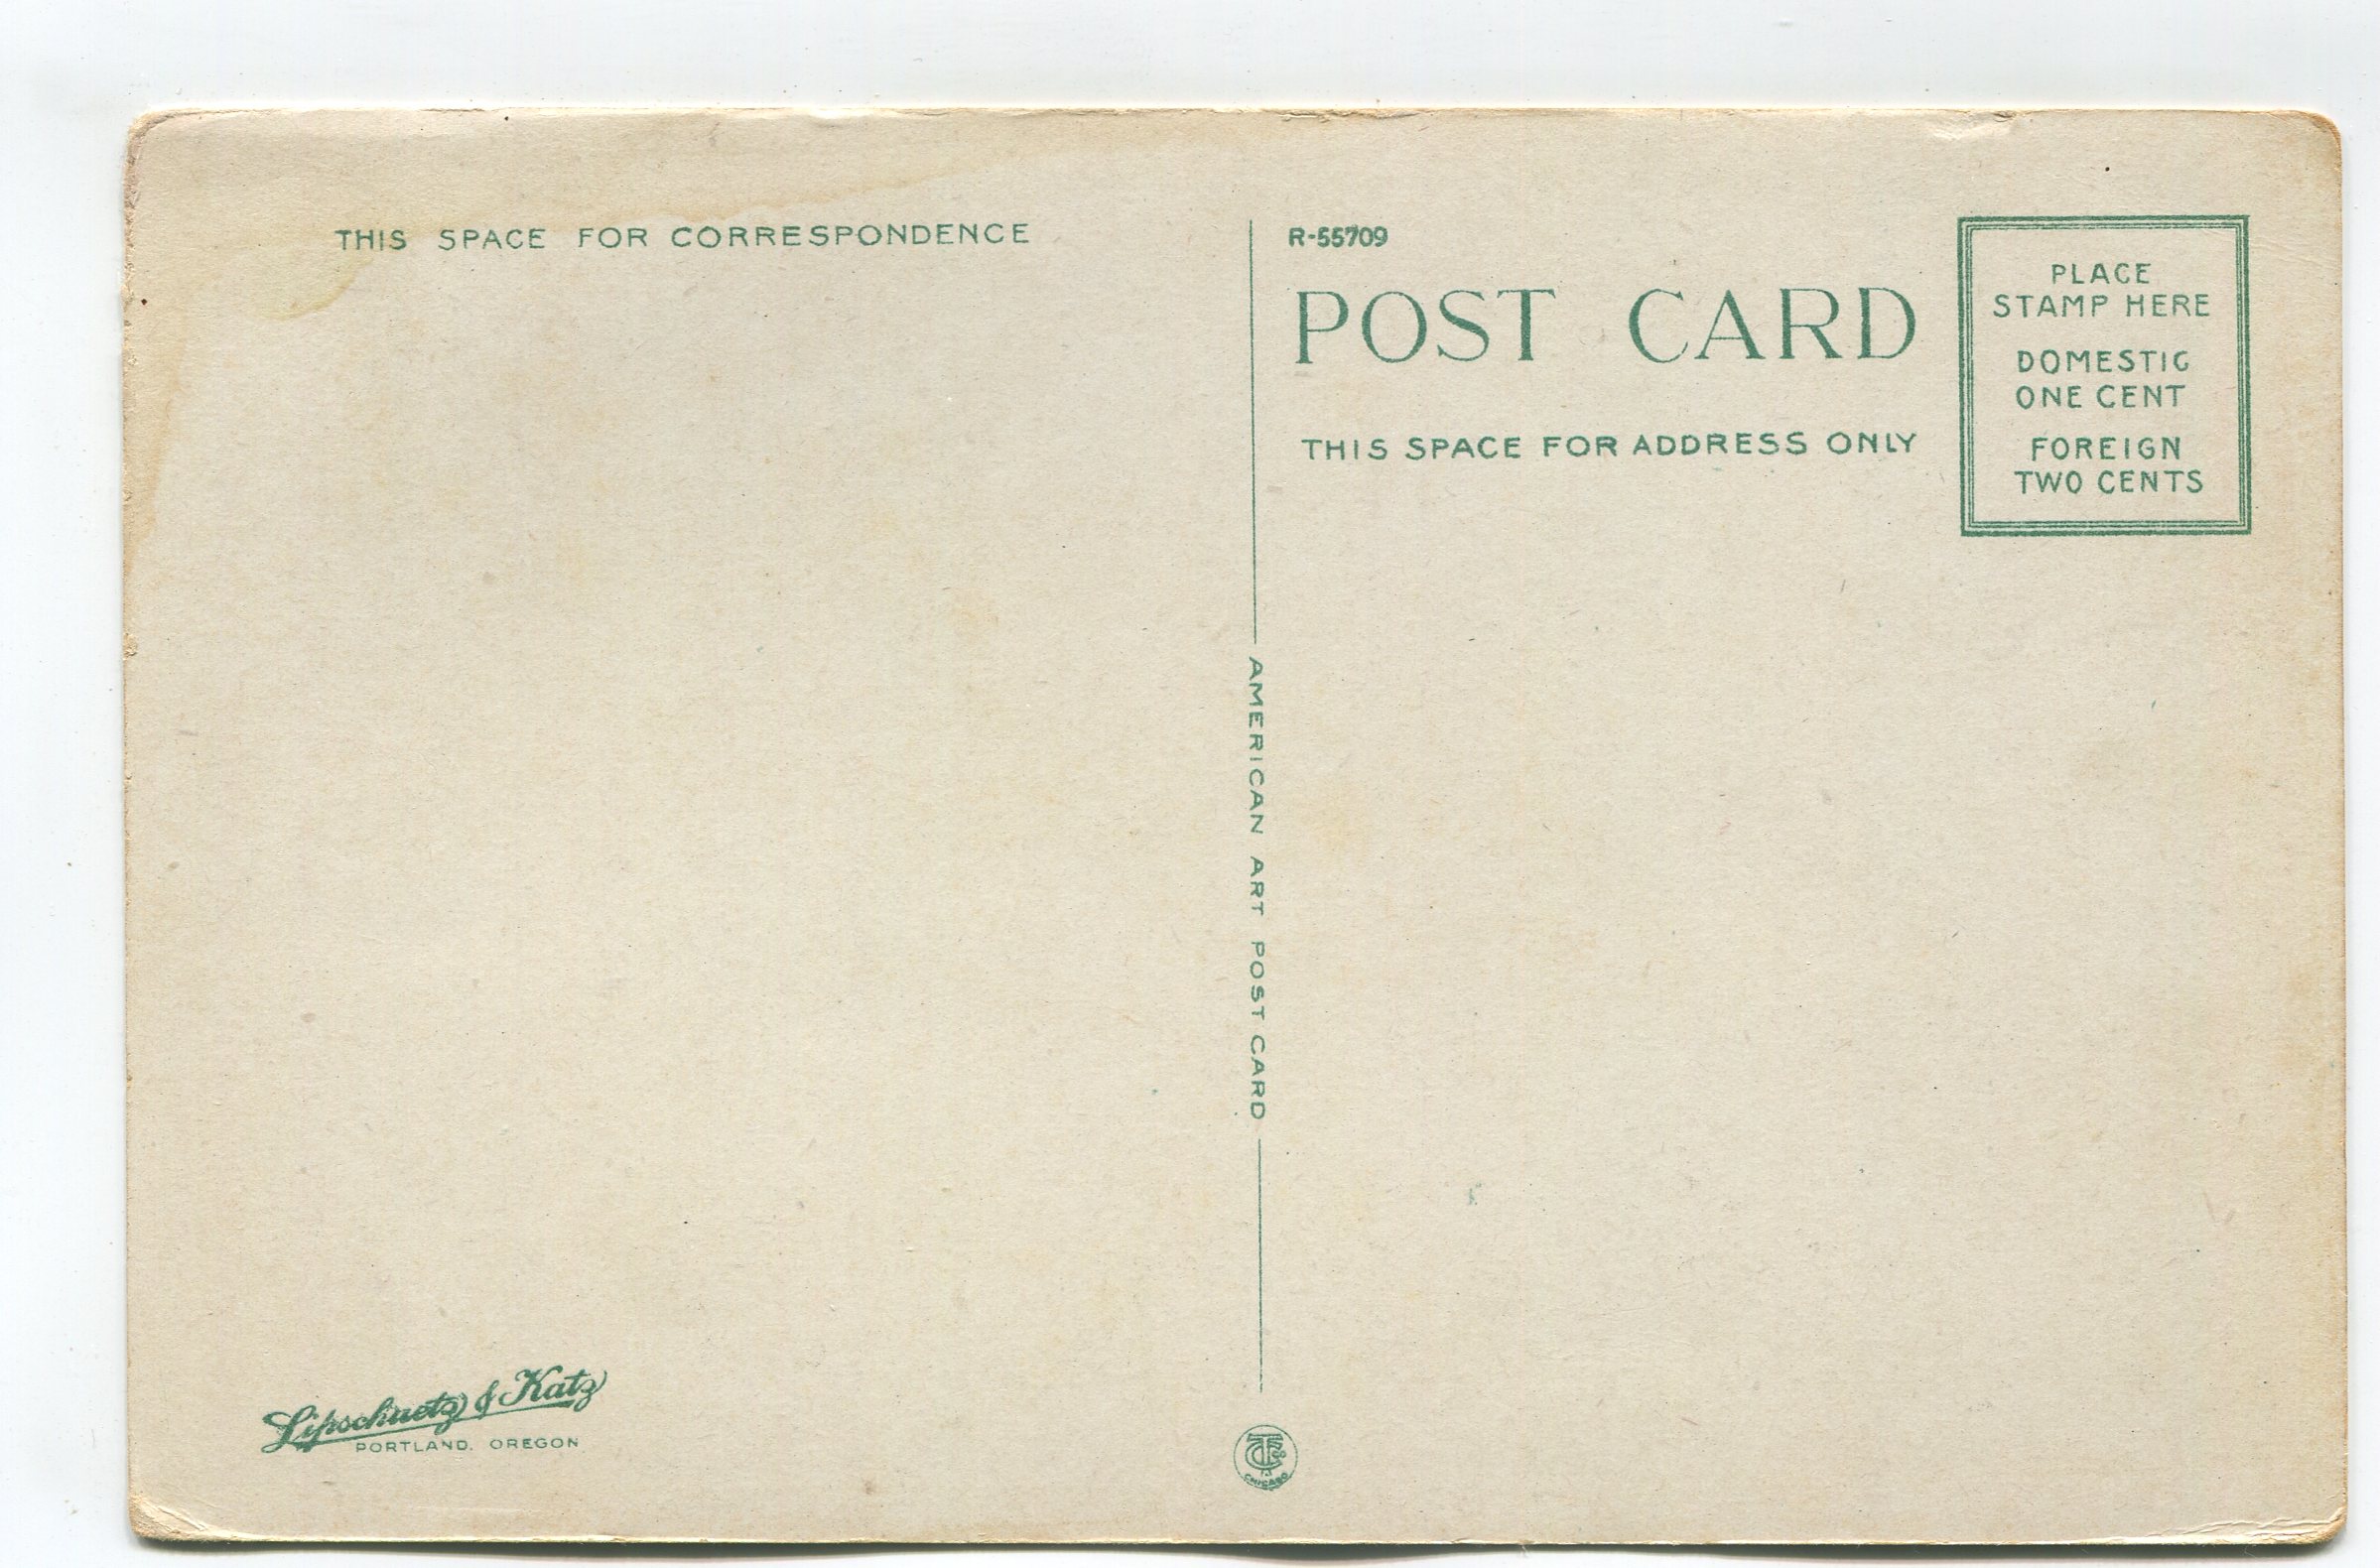 THIS SPACE FOR CORRESPONDENCE
R-55709
POST CARD
THIS SPACE FOR ADDRESS ONLY
PLACE
STAMP HERE
DOMESTIC
ONE CENT
FOREIGN
TWO CENTS
AMERICAN ART POST CARD
Lipschuetz & Katz
PORTLAND, OREGON
CHICAGO